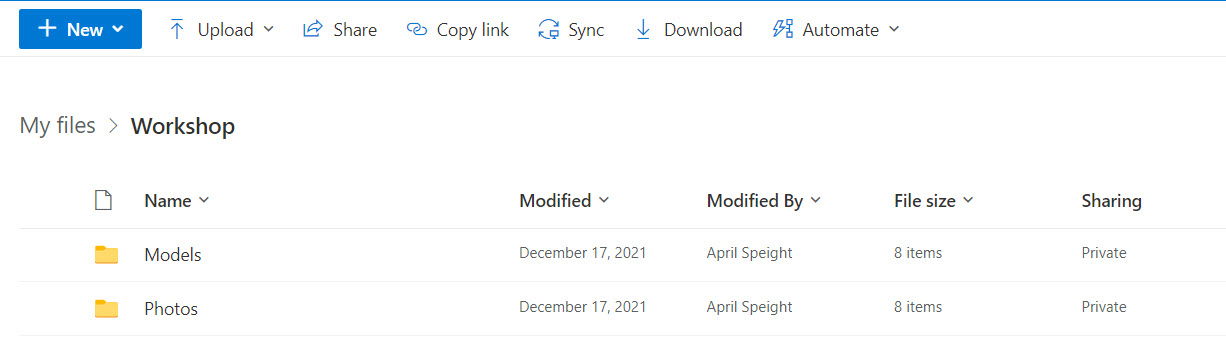 New Upload Share Copy link Sync Download Automate
My files > Workshop
Name Modified Modified By File size Sharing
Models December 17, 2021 April Speight 8 items Private
Photos December 17, 2021 April Speight 8 items Private